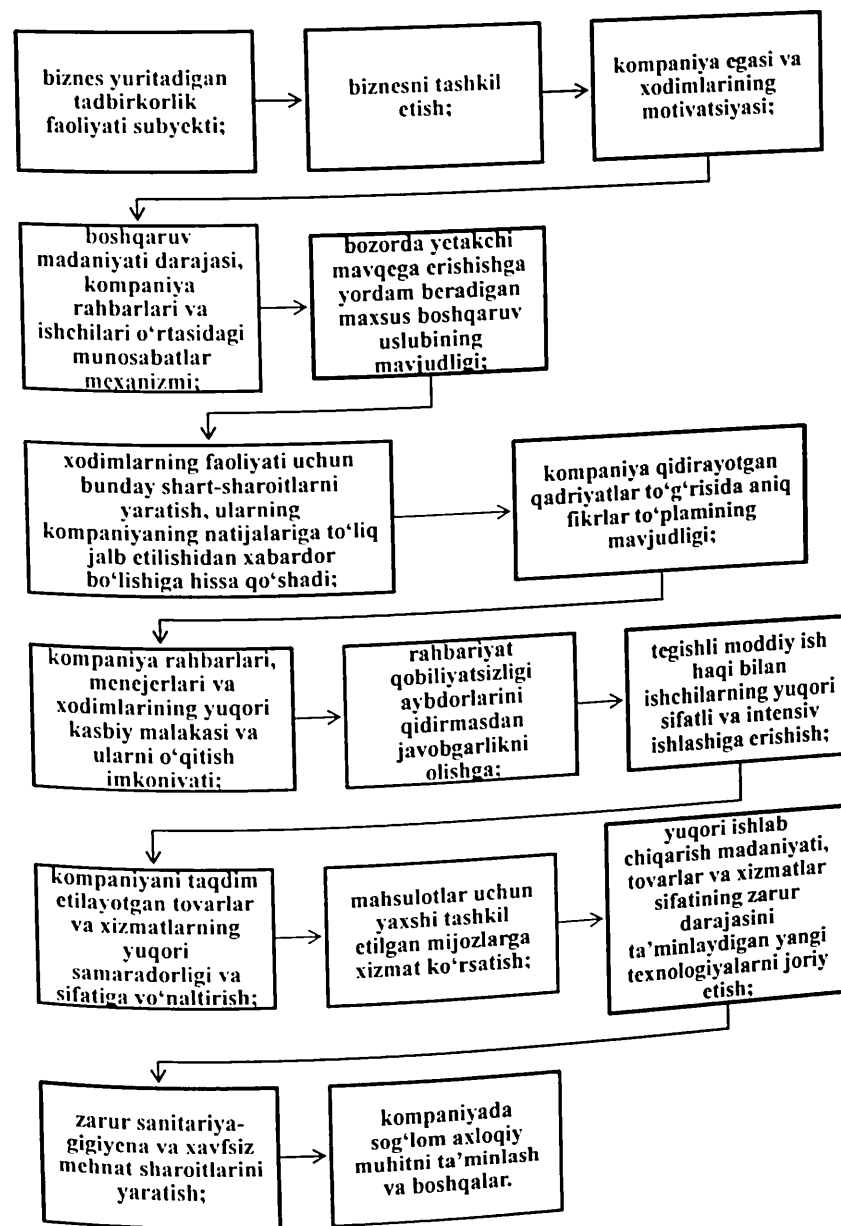 biznes yuritadigan
tadbirkorlik
faoliyati subyekti;
biznesni tashkil
etish;
kompaniya egasi va
xodimlarining
motivatsiyasi;
boshqaruv
madaniyati darajasi,
kompaniya
rahbarlari va
ishchilari o‘rtasidagi
munosabatlar
mexanizmi;
bozorda yetakchi
mavqega erishishga
yordam beradigan
maxsus boshqaruv
uslubining
mavjudligi;
xodimlarning faoliyati uchun
bunday shart-sharoitlarni
yaratish, ularning
kompaniyaning natijalariga to‘liq
jalb etilishidan xabardor
bo‘lishiga hissa qo‘shadi;
kompaniya qidirayotgan
qadriyatlar to‘g‘risida aniq
fikrlar to‘plamining
mavjudligi;
kompaniya rahbarlari,
menejerlari va
xodimlarining yuqori
kasbiy malakasi va
ularni o‘qitish
imkoniyati;
rahbariyat
qobiliyatsizligi
aybdorlarini
qidirmasdan
javobgarlikni
olishga;
tegishli moddiy ish
haqi bilan
ishchilarning yuqori
sifatli va intensiv
ishlashiga erishish;
kompaniyani taqdim
etilayotgan tovarlar
va xizmatlarning
yuqori
samaradorligi va
sifatiga yo‘naltirish;
mahsulotlar uchun
yaxshi tashkil
etilgan mijozlarga
xizmat ko‘rsatish;
yuqori ishlab
chiqarish madaniyati,
tovarlar va xizmatlar
sifatining zarur
darajasini
ta’minlaydigan yangi
texnologiyalarni joriy
etish;
zarur sanitariya-
gigiyena va xavfsiz
mehnat sharoitlarini
yaratish;
kompaniyada
sog‘lom axloqiy
muhitni ta’minlash
va boshqalar.